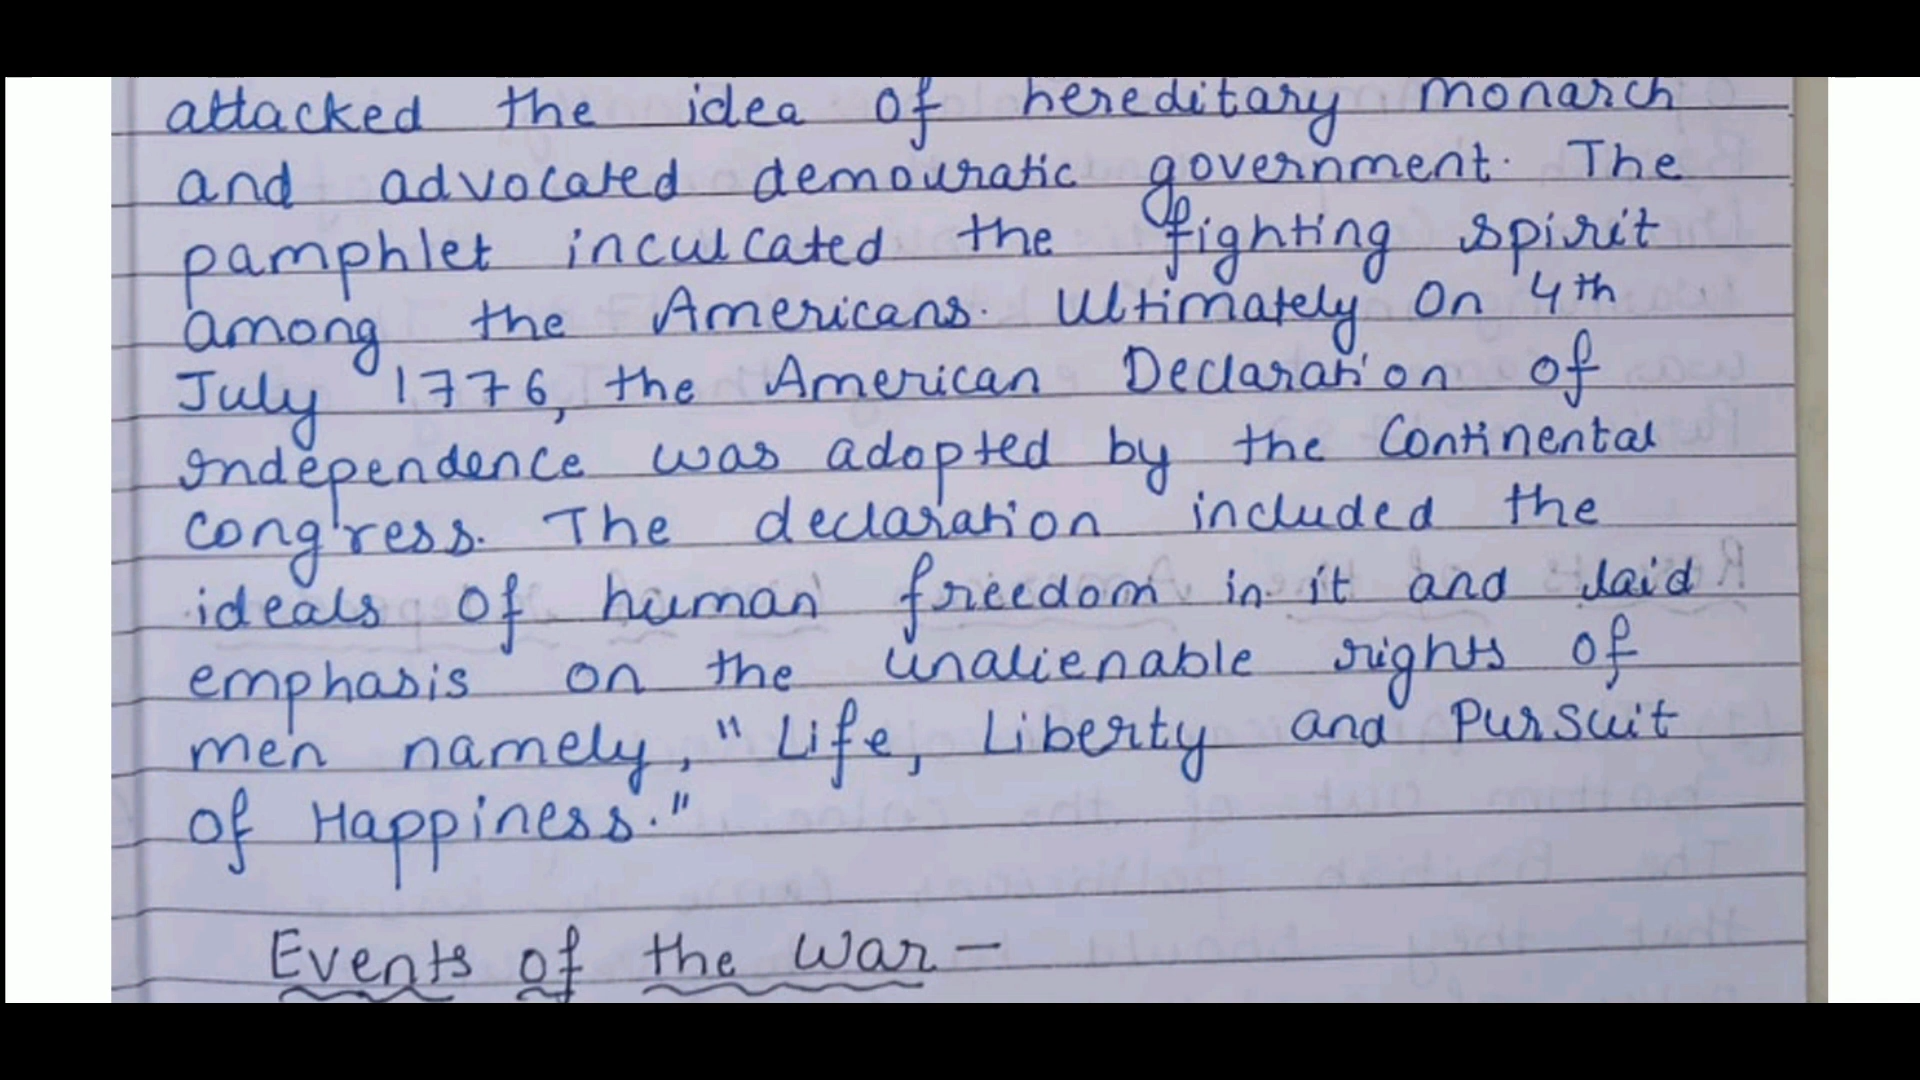 attacked the idea of hereditary monarch
and advocated democratic government. The
pamphlet inculcated the fighting spirit
among the Americans. Ultimately On 4th
July 1776, the American Declaration of
Independence was adopted by the Continental
Congress. The declaration included the
ideals of human freedom in it and laid
emphasis on the unalienable rights of
men namely, "Life, Liberty and Pursuit
of Happiness."
Events of the War -